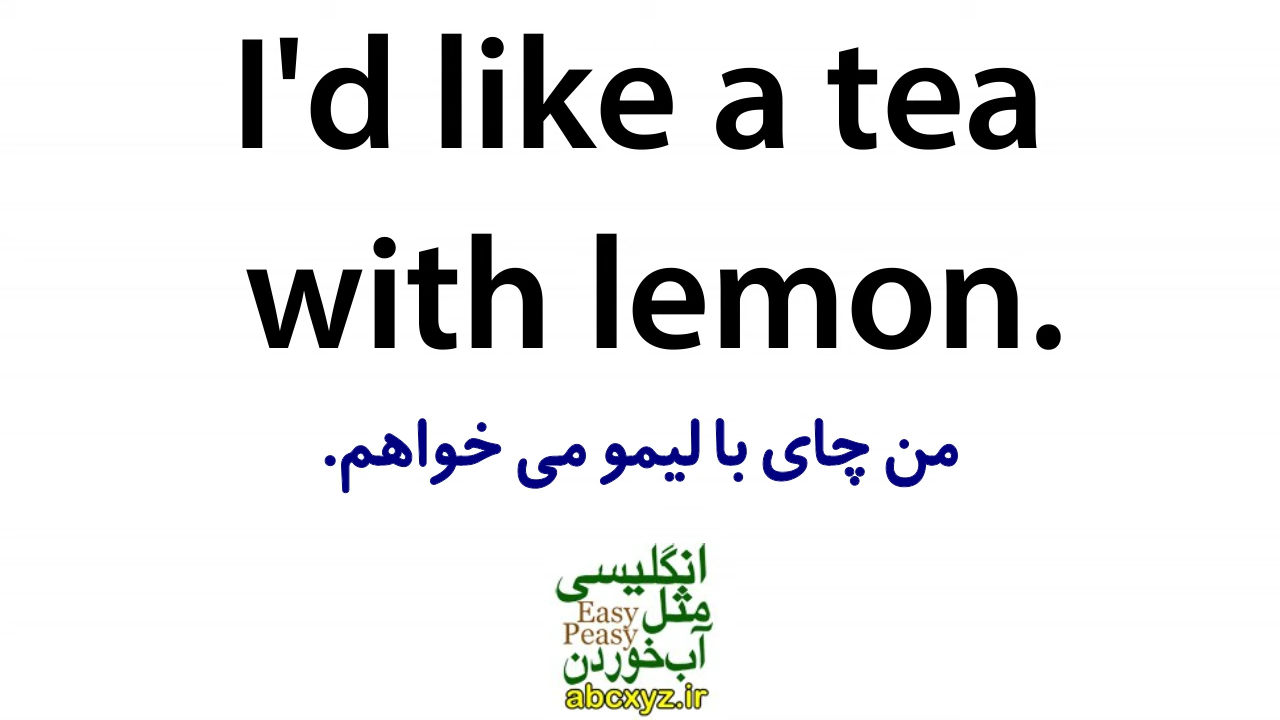 I'd like a tea
with lemon.
من چای با لیمو می خواهم.
انگلیسی
مثل
Easy
Peasy
آب‌خوردن
abcxyz.ir